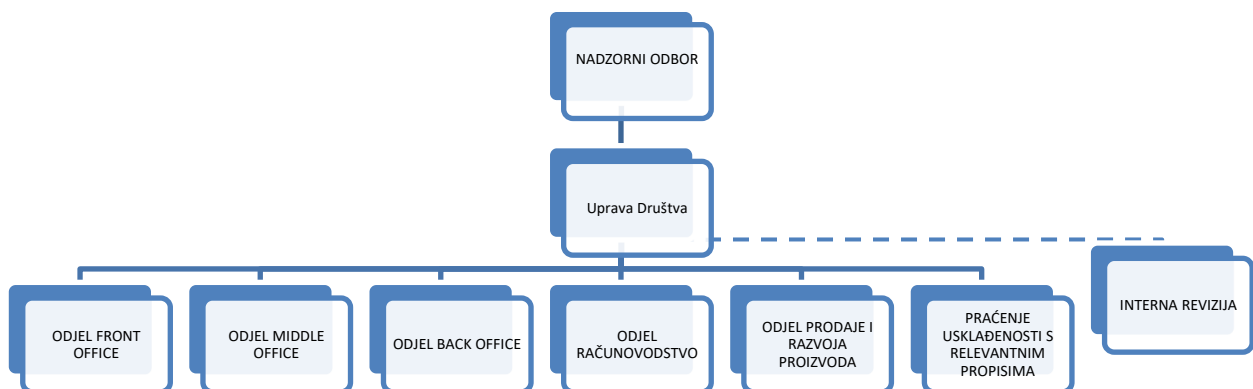 NADZORNI ODBOR
Uprava Društva
ODJEL FRONT
OFFICE
ODJEL MIDDLE
OFFICE
ODJEL BACK OFFICE
ODJEL
RAČUNOVODSTVO
ODJEL PRODAJE I
RAZVOJA
PROIZVODA
PRAĆENJE
USKLAĐENOSTI S
RELEVANTNIM
PROPISIMA
INTERNA REVIZIJA